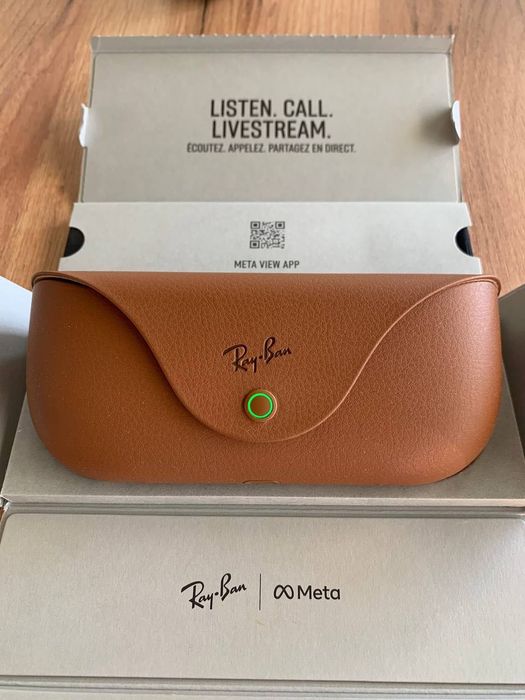 LISTEN. CALL.
LIVESTREAM.
ÉCOUTEZ. APPELEZ. PARTAGEZ EN DIRECT.
META VIEW APP
Ray-Ban
Ray-Ban | Meta